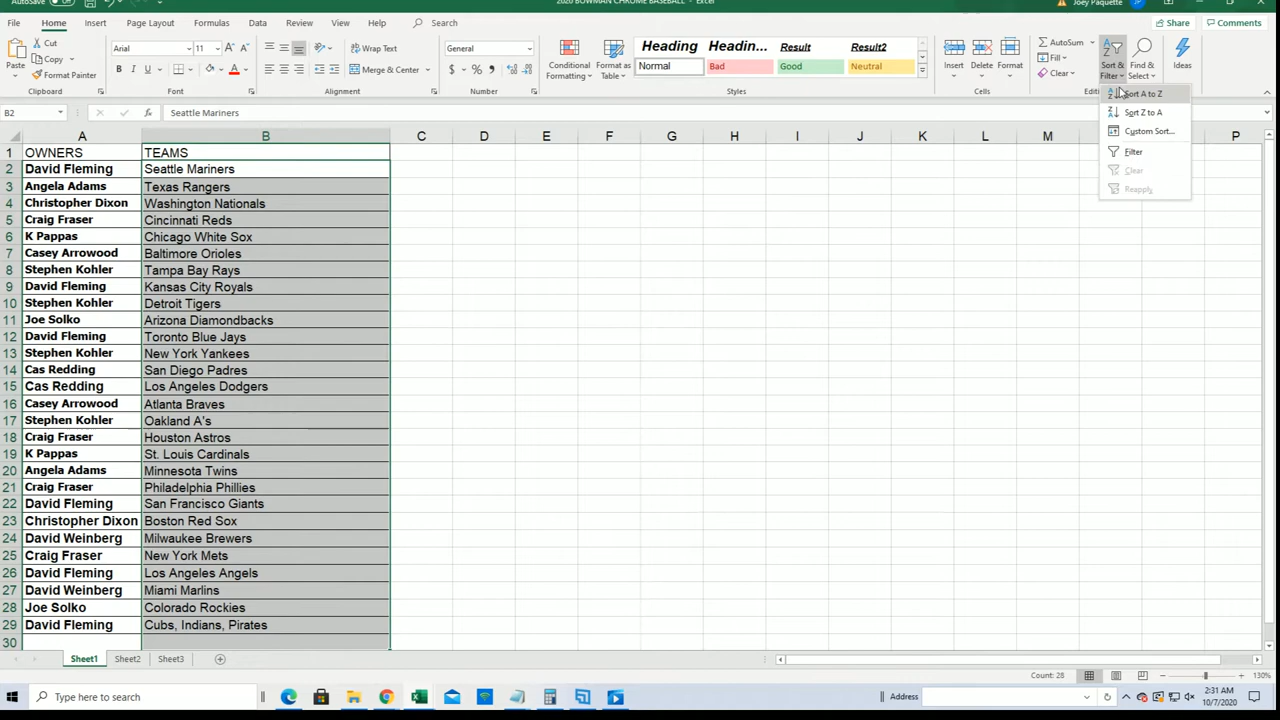 AutoSave
2020 BOWMAN CHROME BASEBALL - Excel
Joey Paquette
JP
File Home Insert Page Layout Formulas Data Review View Help Search Share Comments
Paste Cut Copy Format Painter Clipboard
Arial 11 Font
Wrap Text Merge & Center Alignment
General Number
Conditional Formatting Format as Table Heading Headin... Result Result2
Normal Bad Good Neutral Styles
Insert Delete Format Cells
AutoSum Fill Clear Sort & Filter Find & Select Editi
Ideas
Sort A to Z
Sort Z to A
Custom Sort...
Filter
Clear
Reapply
B2 Seattle Mariners
A B C D E F G H I J K L M P
1 OWNERS TEAMS
2 David Fleming Seattle Mariners
3 Angela Adams Texas Rangers
4 Christopher Dixon Washington Nationals
5 Craig Fraser Cincinnati Reds
6 K Pappas Chicago White Sox
7 Casey Arrowood Baltimore Orioles
8 Stephen Kohler Tampa Bay Rays
9 David Fleming Kansas City Royals
10 Stephen Kohler Detroit Tigers
11 Joe Solko Arizona Diamondbacks
12 David Fleming Toronto Blue Jays
13 Stephen Kohler New York Yankees
14 Cas Redding San Diego Padres
15 Cas Redding Los Angeles Dodgers
16 Casey Arrowood Atlanta Braves
17 Stephen Kohler Oakland A's
18 Craig Fraser Houston Astros
19 K Pappas St. Louis Cardinals
20 Angela Adams Minnesota Twins
21 Craig Fraser Philadelphia Phillies
22 David Fleming San Francisco Giants
23 Christopher Dixon Boston Red Sox
24 David Weinberg Milwaukee Brewers
25 Craig Fraser New York Mets
26 David Fleming Los Angeles Angels
27 David Weinberg Miami Marlins
28 Joe Solko Colorado Rockies
29 David Fleming Cubs, Indians, Pirates
30
Sheet1 Sheet2 Sheet3
Count: 28 130%
Type here to search
Address
2:31 AM
10/7/2020